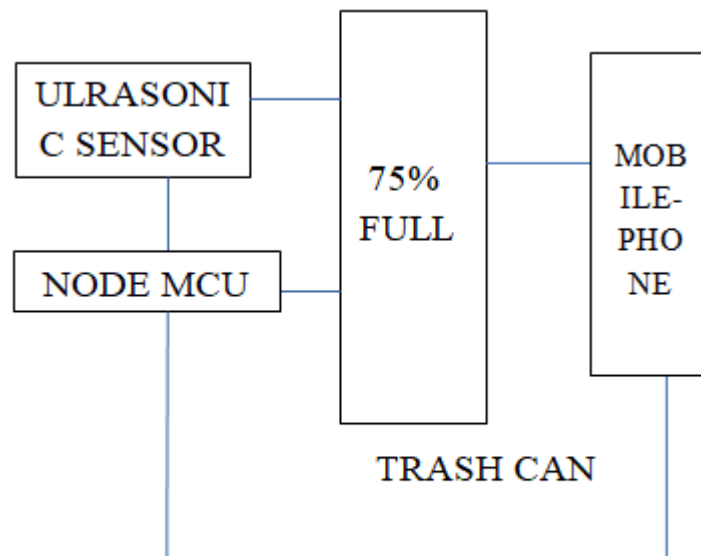 ULRASONI
C SENSOR
NODE MCU
75%
FULL
MOB
ILE-
PHO
NE
TRASH CAN